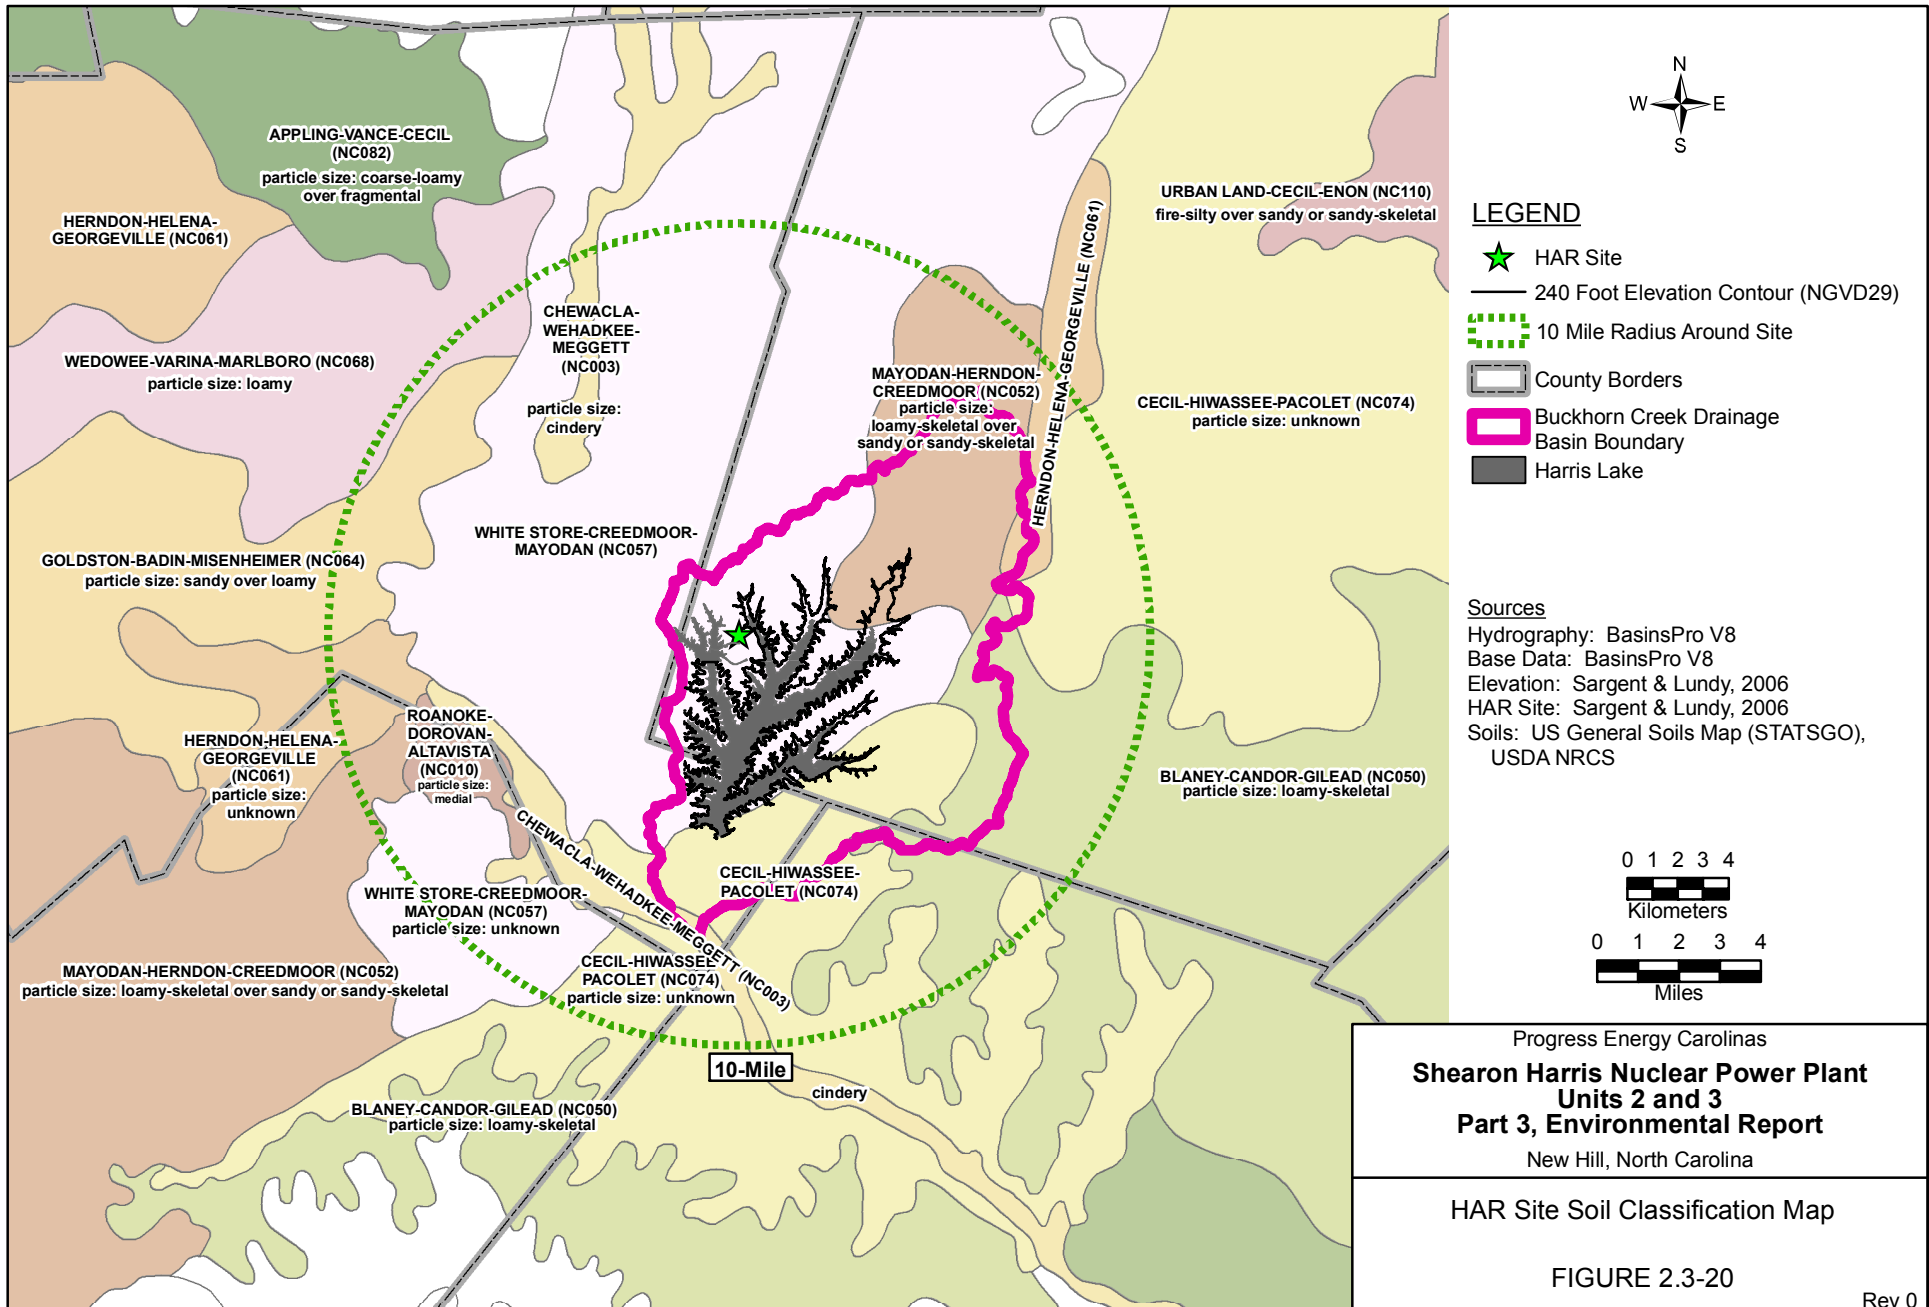 APPLING-VANCE-CECIL
(NC082)
particle size: coarse-loamy
over fragmental
HERNDON-HELENA-
GEORGEVILLE (NC061)
WEDOWEE-VARINA-MARLBORO (NC068)
particle size: loamy
CHEWACLA-
WEHADKEE-
MEGGETT
(NC003)
particle size:
cindery
URBAN LAND-CECIL-ENON (NC110)
fire-silty over sandy or sandy-skeletal
HERNDON-HELENA-GEORGEVILLE (NC061)
MAYODAN-HERNDON-
CREEDMOOR (NC052)
particle size:
loamy-skeletal over
sandy or sandy-skeletal
CECIL-HIWASSEE-PACOLET (NC074)
particle size: unknown
WHITE STORE-CREEDMOOR-
MAYODAN (NC057)
GOLDSTON-BADIN-MISENHEIMER (NC064)
particle size: sandy over loamy
ROANOKE-
DOROVAN-
ALTAVISTA
(NC010)
particle size:
medial
HERNDON-HELENA-
GEORGEVILLE
(NC061)
particle size:
unknown
BLANEY-CANDOR-GILEAD (NC050)
particle size: loamy-skeletal
CHEWACLA-WEHADKEE-MEGGETT (NC003)
CECIL-HIWASSEE-
PACOLET (NC074)
WHITE STORE-CREEDMOOR-
MAYODAN (NC057)
particle size: unknown
MAYODAN-HERNDON-CREEDMOOR (NC052)
particle size: loamy-skeletal over sandy or sandy-skeletal
CECIL-HIWASSEE
PACOLET (NC074)
particle size: unknown
10-Mile
cindery
BLANEY-CANDOR-GILEAD (NC050)
particle size: loamy-skeletal
N
W E
S
LEGEND
HAR Site
240 Foot Elevation Contour (NGVD29)
10 Mile Radius Around Site
County Borders
Buckhorn Creek Drainage
Basin Boundary
Harris Lake
Sources
Hydrography: BasinsPro V8
Base Data: BasinsPro V8
Elevation: Sargent & Lundy, 2006
HAR Site: Sargent & Lundy, 2006
Soils: US General Soils Map (STATSGO),
USDA NRCS
0 1 2 3 4
Kilometers
0 1 2 3 4
Miles
Progress Energy Carolinas
Shearon Harris Nuclear Power Plant
Units 2 and 3
Part 3, Environmental Report
New Hill, North Carolina
HAR Site Soil Classification Map
FIGURE 2.3-20
Rev 0